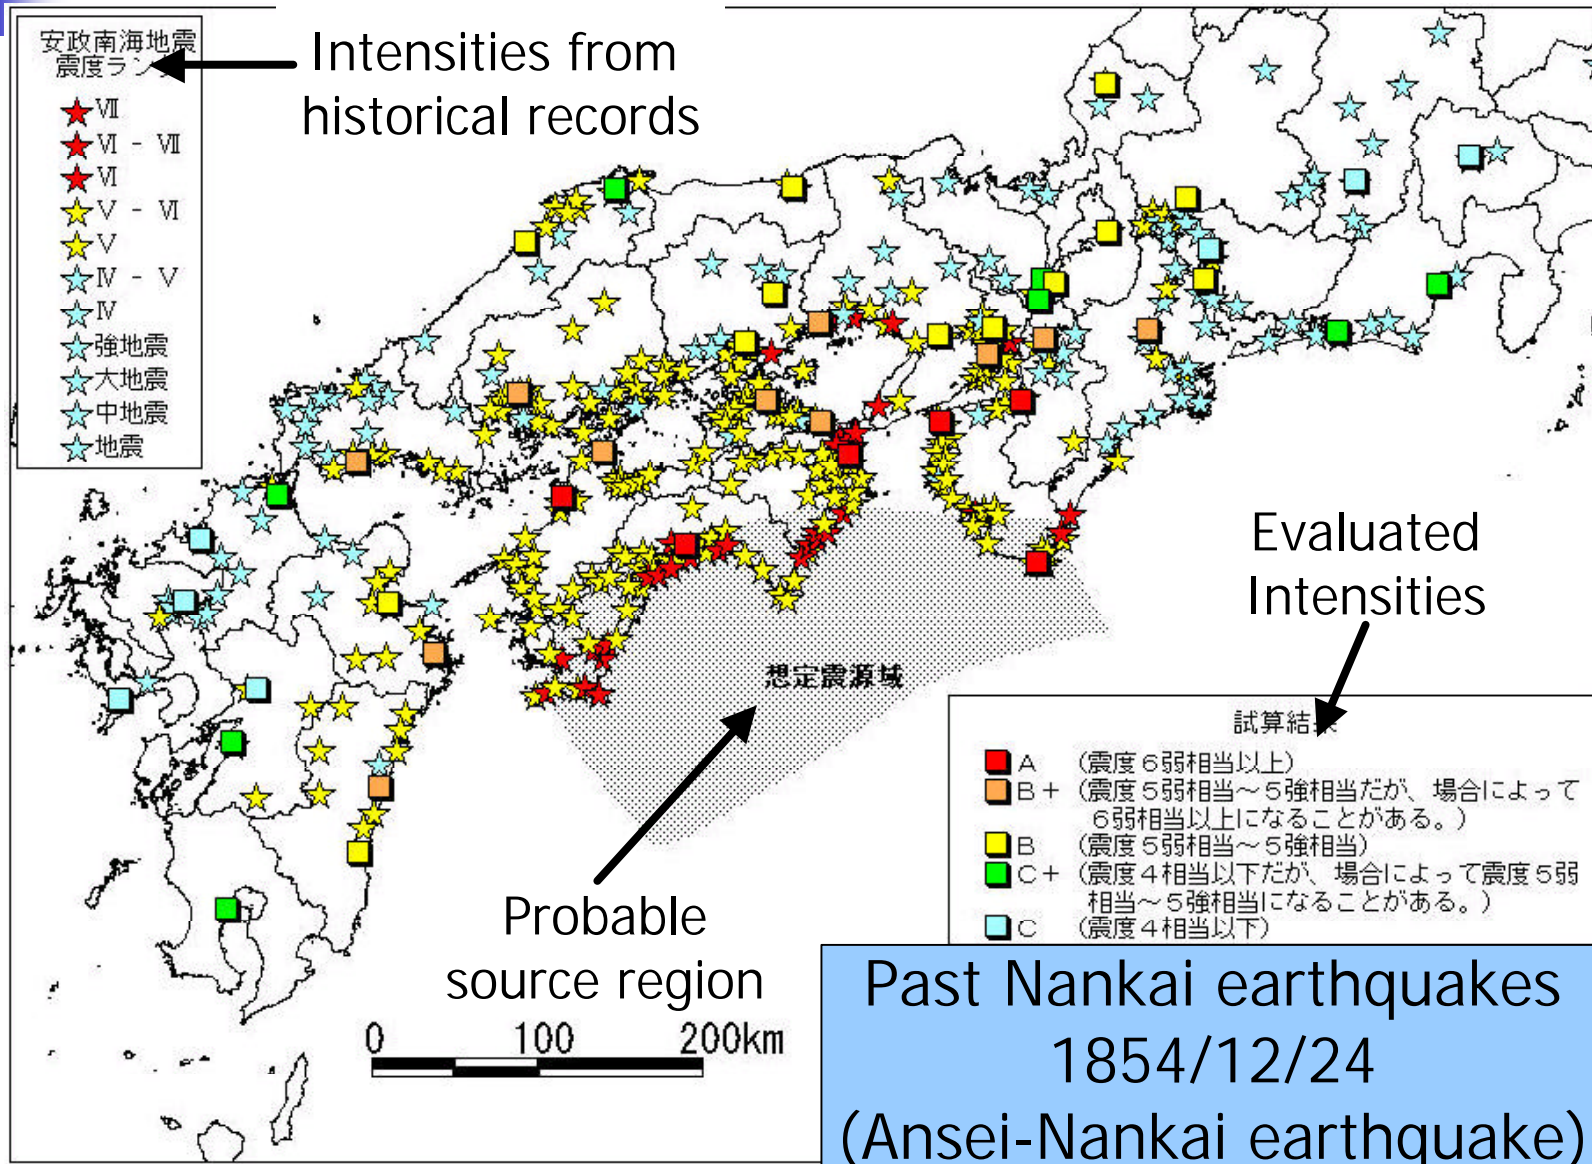 安政南海地震
震度ラン
Ⅶ
Ⅵ - Ⅶ
Ⅵ
Ⅴ - Ⅵ
Ⅴ
Ⅳ - Ⅴ
Ⅳ
強地震
大地震
中地震
地震
Intensities from
historical records
Evaluated
Intensities
想定震源域
試算結
A (震度6弱相当以上)
B+ (震度5弱相当～5強相当だが、場合によって
6弱相当以上になることがある。)
B (震度5弱相当～5強相当)
C+ (震度4相当以下だが、場合によって震度5弱
相当～5強相当になることがある。)
C (震度4相当以下)
Probable
source region
0 100 200km
Past Nankai earthquakes
1854/12/24
(Ansei-Nankai earthquake)